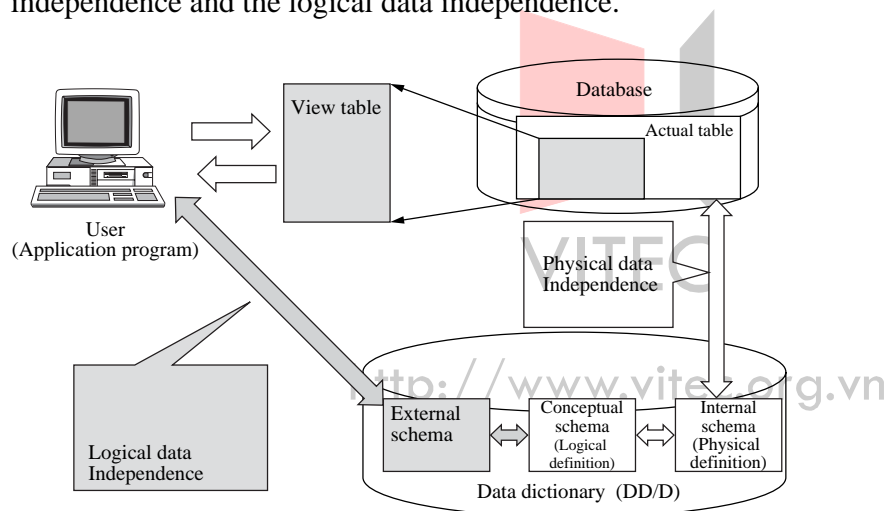 independence and the logical data independence.
Database
View table
Actual table
User
(Application program)
VITEC
Physical data
Independence
http://www.vitec.org.vn
External
schema
Conceptual
schema
(Logical
definition)
Internal
schema
(Physical
definition)
Logical data
Independence
Data dictionary (DD/D)